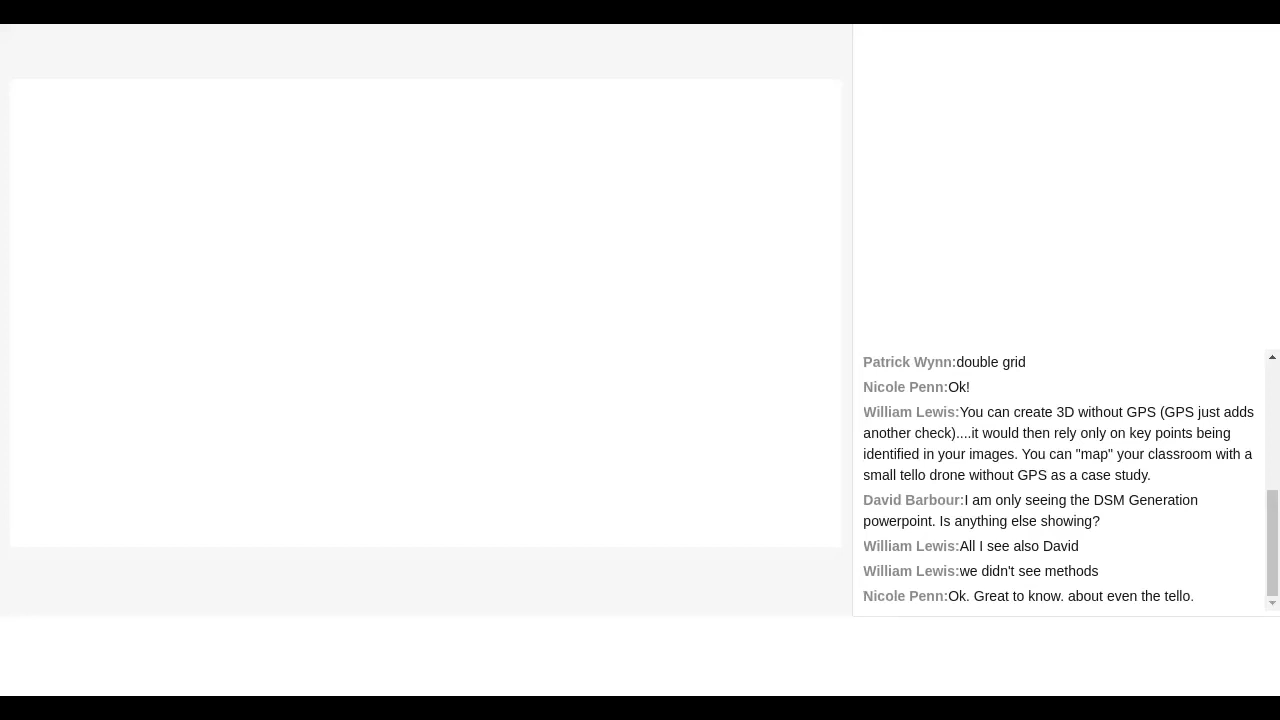 Patrick Wynn:double grid
Nicole Penn:Ok!
William Lewis:You can create 3D without GPS (GPS just adds
another check)....it would then rely only on key points being
identified in your images. You can "map" your classroom with a
small tello drone without GPS as a case study.
David Barbour:I am only seeing the DSM Generation
powerpoint. Is anything else showing?
William Lewis:All I see also David
William Lewis:we didn't see methods
Nicole Penn:Ok. Great to know. about even the tello.